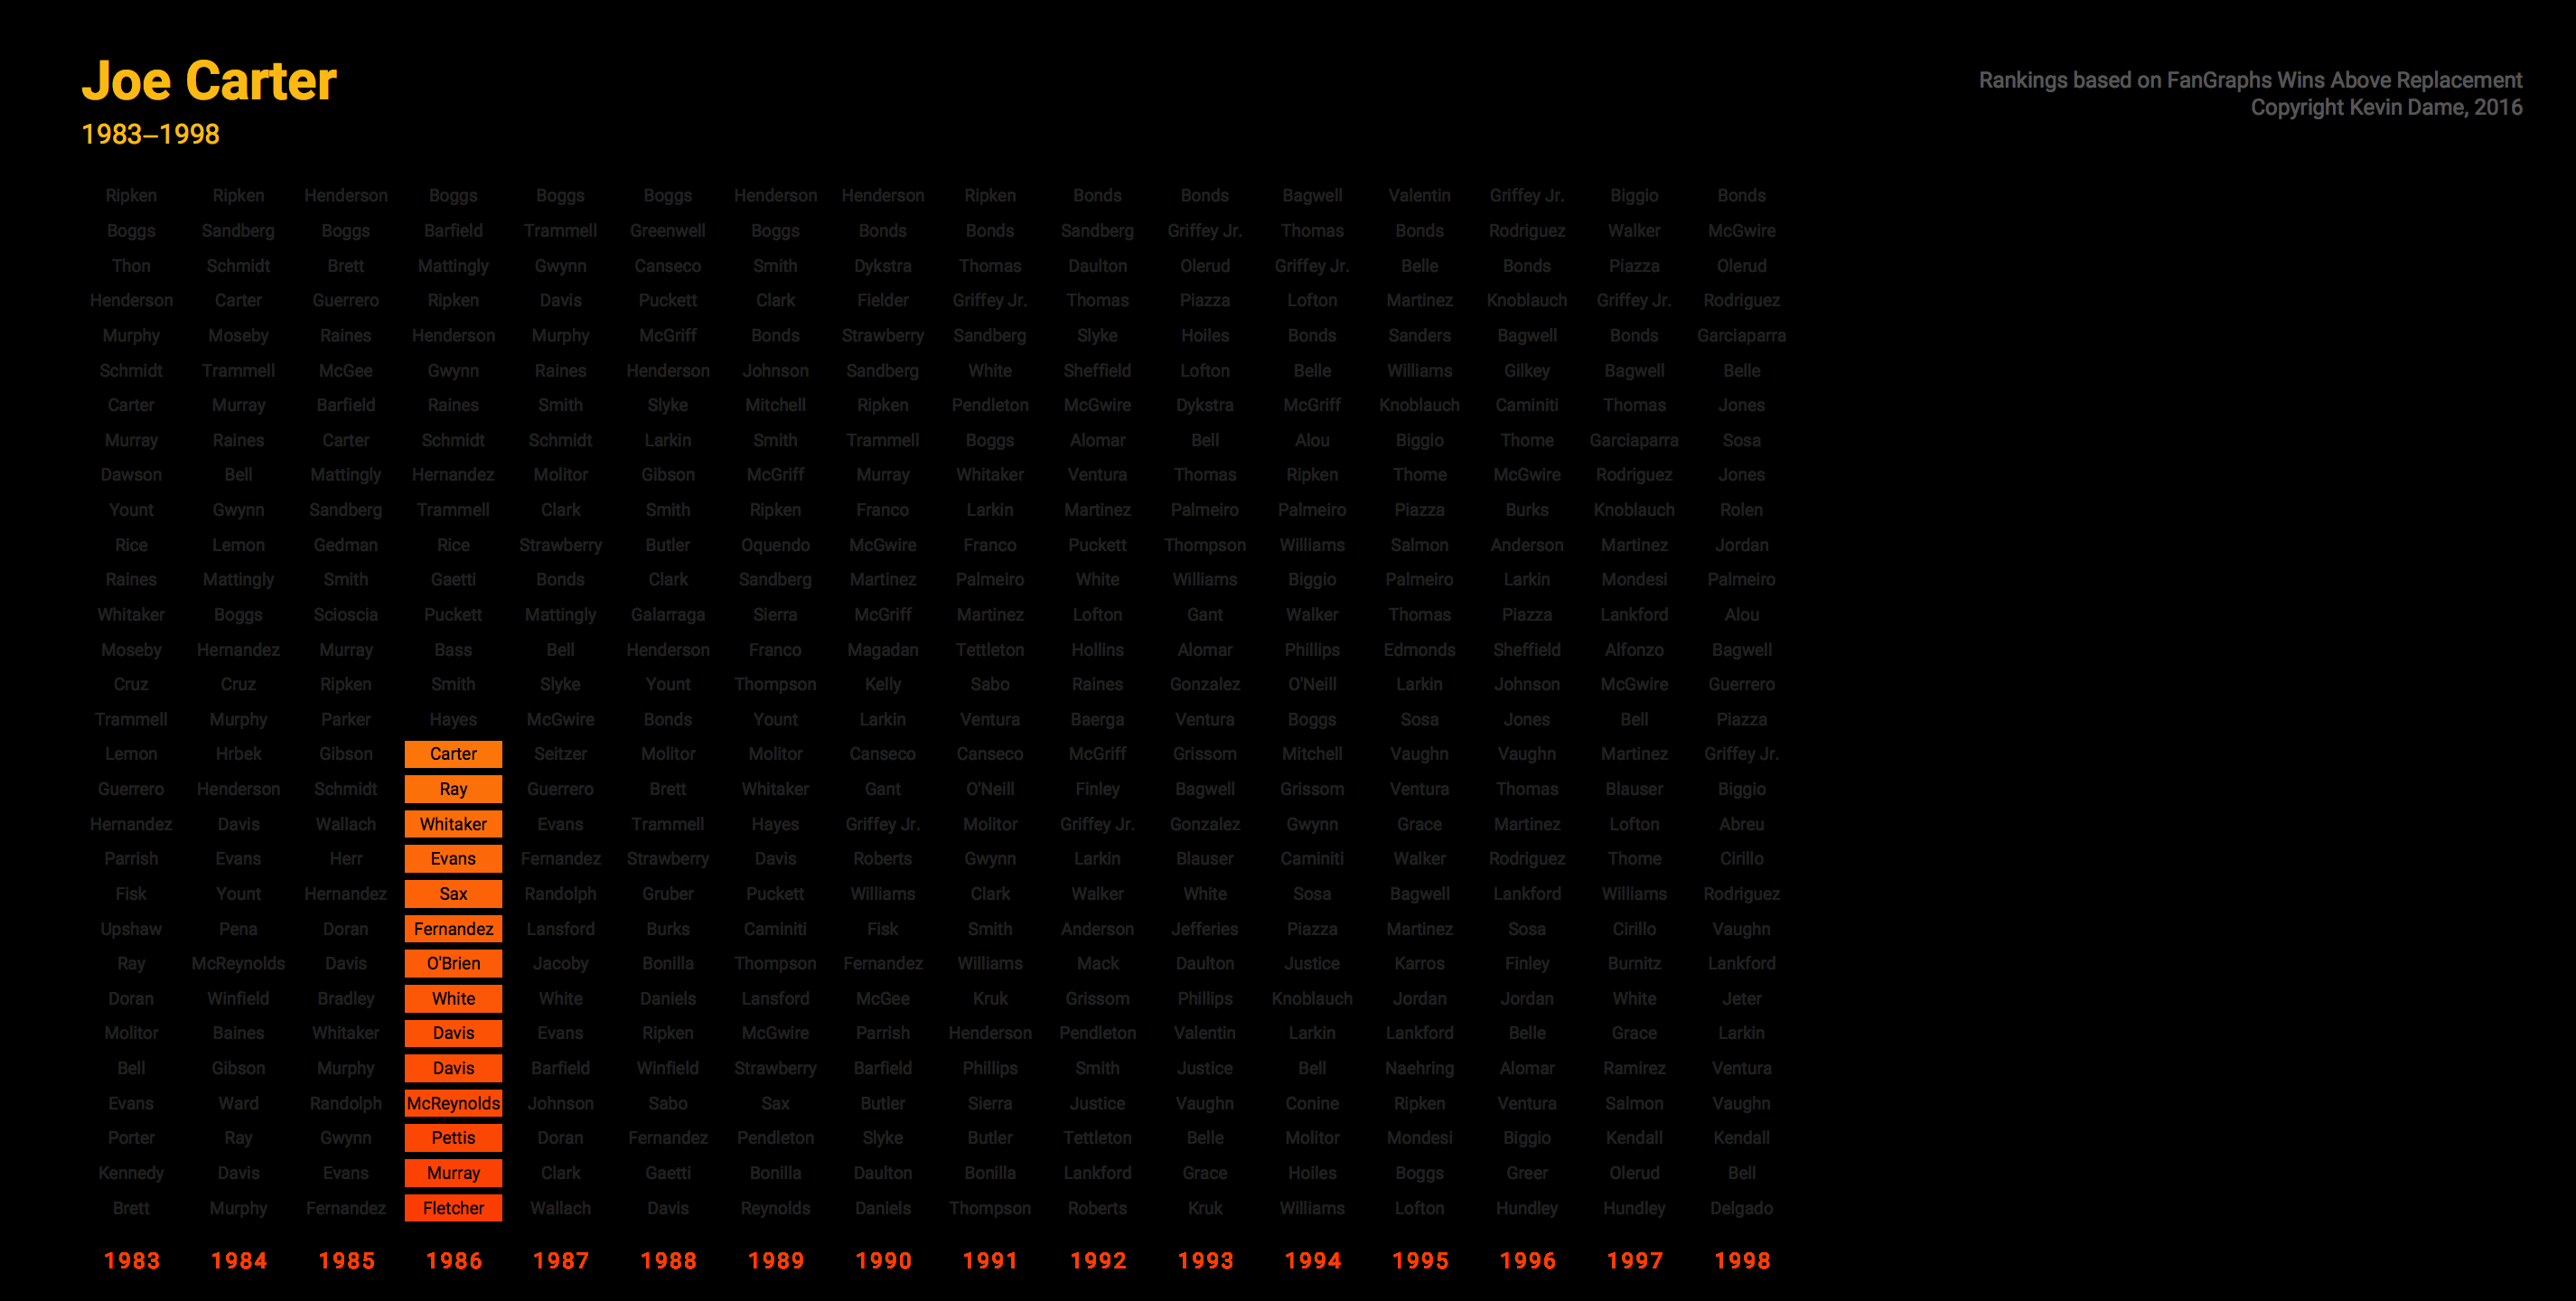 Joe Carter
1983–1998
Rankings based on FanGraphs Wins Above Replacement
Copyright Kevin Dame, 2016
Ripken Ripken Henderson Boggs Boggs Boggs Henderson Henderson Ripken Bonds Bonds Bagwell Valentin Griffey Jr. Biggio Bonds
Boggs Sandberg Boggs Barfield Trammell Greenwell Boggs Bonds Bonds Sandberg Griffey Jr. Thomas Bonds Rodriguez Walker McGwire
Thon Schmidt Brett Mattingly Gwynn Canseco Smith Dykstra Thomas Daulton Olerud Griffey Jr. Belle Bonds Piazza Olerud
Henderson Carter Guerrero Ripken Davis Puckett Clark Fielder Griffey Jr. Thomas Piazza Lofton Martinez Knoblauch Griffey Jr. Rodriguez
Murphy Moseby Raines Henderson Murphy McGriff Bonds Strawberry Sandberg Slyke Hoiles Bonds Sanders Bagwell Bonds Garciaparra
Schmidt Trammell McGee Gwynn Raines Henderson Johnson Sandberg White Sheffield Lofton Belle Williams Gilkey Bagwell Belle
Carter Murray Barfield Raines Smith Slyke Mitchell Ripken Pendleton McGwire Dykstra McGriff Knoblauch Caminiti Thomas Jones
Murray Raines Carter Schmidt Schmidt Larkin Smith Trammell Boggs Alomar Bell Alou Biggio Thome Garciaparra Sosa
Dawson Bell Mattingly Hernandez Molitor Gibson McGriff Murray Whitaker Ventura Thomas Ripken Thome McGwire Rodriguez Jones
Yount Gwynn Sandberg Trammell Clark Smith Ripken Franco Larkin Martinez Palmeiro Palmeiro Piazza Burks Knoblauch Rolen
Rice Lemon Gedman Rice Strawberry Butler Oquendo McGwire Franco Puckett Thompson Williams Salmon Anderson Martinez Jordan
Raines Mattingly Smith Gaetti Bonds Clark Sandberg Martinez Palmeiro White Williams Biggio Palmeiro Larkin Mondesi Palmeiro
Whitaker Boggs Scioscia Puckett Mattingly Galarraga Sierra McGriff Martinez Lofton Gant Walker Thomas Piazza Lankford Alou
Moseby Hernandez Murray Bass Bell Henderson Franco Magadan Tettleton Hollins Alomar Phillips Edmonds Sheffield Alfonzo Bagwell
Cruz Cruz Ripken Smith Slyke Yount Thompson Kelly Sabo Raines Gonzalez O'Neill Larkin Johnson McGwire Guerrero
Trammell Murphy Parker Hayes McGwire Bonds Yount Larkin Ventura Baerga Ventura Boggs Sosa Jones Bell Piazza
Lemon Hrbek Gibson Carter Seitzer Molitor Molitor Canseco Canseco McGriff Grissom Mitchell Vaughn Vaughn Martinez Griffey Jr.
Guerrero Henderson Schmidt Ray Guerrero Brett Whitaker Gant O'Neill Finley Bagwell Grissom Ventura Thomas Blauser Biggio
Hernandez Davis Wallach Whitaker Evans Trammell Hayes Griffey Jr. Molitor Griffey Jr. Gonzalez Gwynn Grace Martinez Lofton Abreu
Parrish Evans Herr Evans Fernandez Strawberry Davis Roberts Gwynn Larkin Blauser Caminiti Walker Rodriguez Thome Cirillo
Fisk Yount Hernandez Sax Randolph Gruber Puckett Williams Clark Walker White Sosa Bagwell Lankford Williams Rodriguez
Upshaw Pena Doran Fernandez Lansford Burks Caminiti Fisk Smith Anderson Jefferies Piazza Martinez Sosa Cirillo Vaughn
Ray McReynolds Davis O'Brien Jacoby Bonilla Thompson Fernandez Williams Mack Daulton Justice Karros Finley Burnitz Lankford
Doran Winfield Bradley White White Daniels Lansford McGee Kruk Grissom Phillips Knoblauch Jordan Jordan White Jeter
Molitor Baines Whitaker Davis Evans Ripken McGwire Parrish Henderson Pendleton Valentin Larkin Lankford Belle Grace Larkin
Bell Gibson Murphy Davis Barfield Winfield Strawberry Barfield Phillips Smith Justice Bell Naehring Alomar Ramirez Ventura
Evans Ward Randolph McReynolds Johnson Sabo Sax Butler Sierra Justice Vaughn Conine Ripken Ventura Salmon Vaughn
Porter Ray Gwynn Pettis Doran Fernandez Pendleton Slyke Butler Tettleton Belle Molitor Mondesi Biggio Kendall Kendall
Kennedy Davis Evans Murray Clark Gaetti Bonilla Daulton Bonilla Lankford Grace Hoiles Boggs Greer Olerud Bell
Brett Murphy Fernandez Fletcher Wallach Davis Reynolds Daniels Thompson Roberts Kruk Williams Lofton Hundley Hundley Delgado
1983 1984 1985 1986 1987 1988 1989 1990 1991 1992 1993 1994 1995 1996 1997 1998